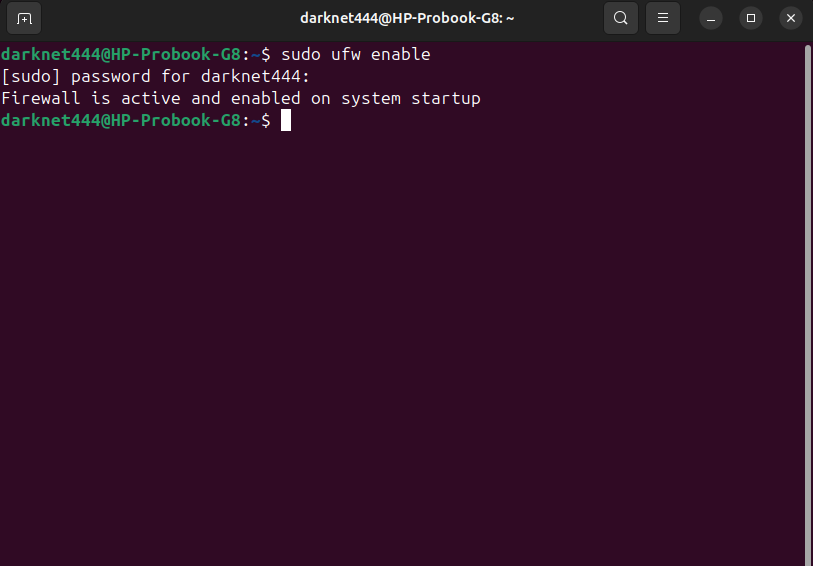 darknet444@HP-Probook-G8: ~
darknet444@HP-Probook-G8:~$ sudo ufw enable
[sudo] password for darknet444:
Firewall is active and enabled on system startup
darknet444@HP-Probook-G8:~$